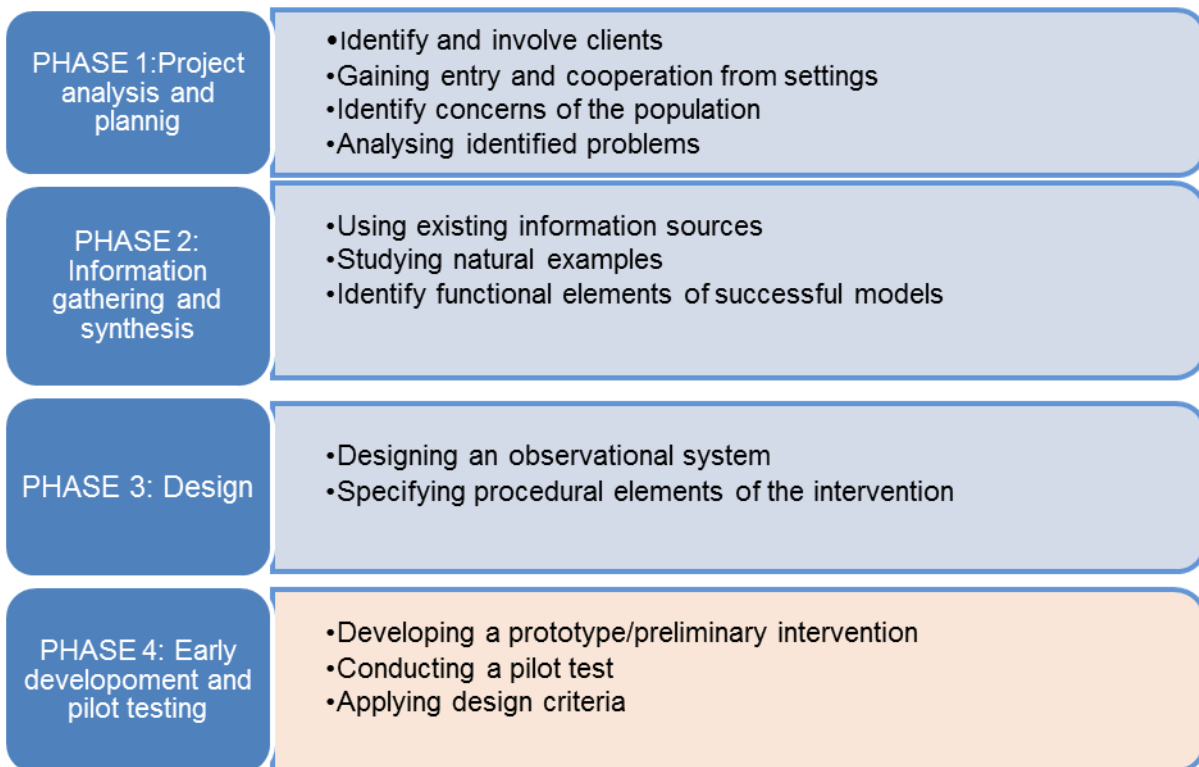 PHASE 1:Project
analysis and
plannig
•Identify and involve clients
•Gaining entry and cooperation from settings
•Identify concerns of the population
•Analysing identified problems
PHASE 2:
Information
gathering and
synthesis
•Using existing information sources
•Studying natural examples
•Identify functional elements of successful models
PHASE 3: Design
•Designing an observational system
•Specifying procedural elements of the intervention
PHASE 4: Early
developoment and
pilot testing
•Developing a prototype/preliminary intervention
•Conducting a pilot test
•Applying design criteria